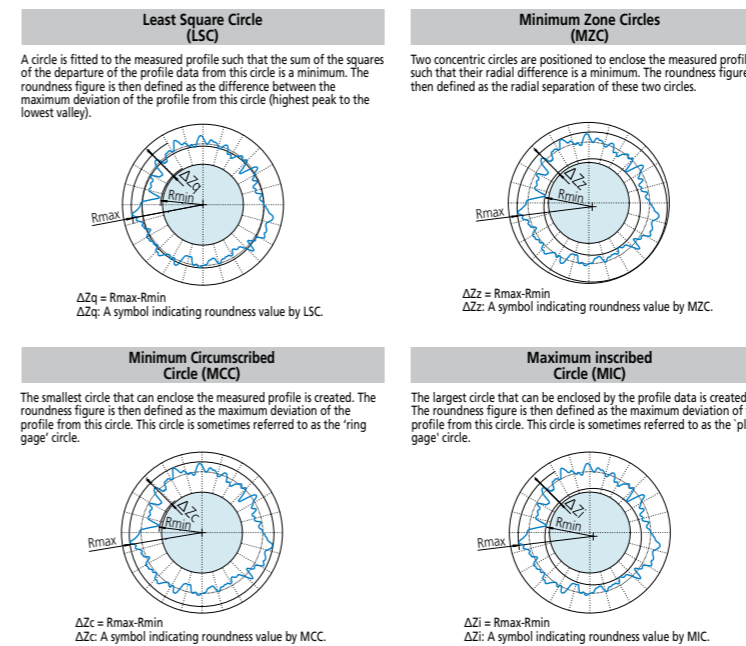 Least Square Circle
(LSC)
A circle is fitted to the measured profile such that the sum of the squares
of the departure of the profile data from this circle is a minimum. The
roundness figure is then defined as the difference between the
maximum deviation of the profile from this circle (highest peak to the
lowest valley).
ΔZq
Rmin
Rmax
ΔZq = Rmax-Rmin
ΔZq: A symbol indicating roundness value by LSC.
Minimum Zone Circles
(MZC)
Two concentric circles are positioned to enclose the measured
such that their radial difference is a minimum. The roundness figure
then defined as the radial separation of these two circles.
ΔZz
Rmin
Rmax
ΔZz = Rmax-Rmin
ΔZz: A symbol indicating roundness value by MZC.
Minimum Circumscribed
Circle (MCC)
The smallest circle that can enclose the measured profile is created. The
roundness figure is then defined as the maximum deviation of the
profile from this circle. This circle is sometimes referred to as the ‘ring
gage’ circle.
ΔZc
Rmin
Rmax
ΔZc = Rmax-Rmin
ΔZc: A symbol indicating roundness value by MCC.
Maximum inscribed
Circle (MIC)
The largest circle that can be enclosed by the profile data is created
The roundness figure is then defined as the maximum deviation of
profile from this circle. This circle is sometimes referred to as the
gage' circle.
ΔZi
Rmin
Rmax
ΔZi = Rmax-Rmin
ΔZi: A symbol indicating roundness value by MIC.